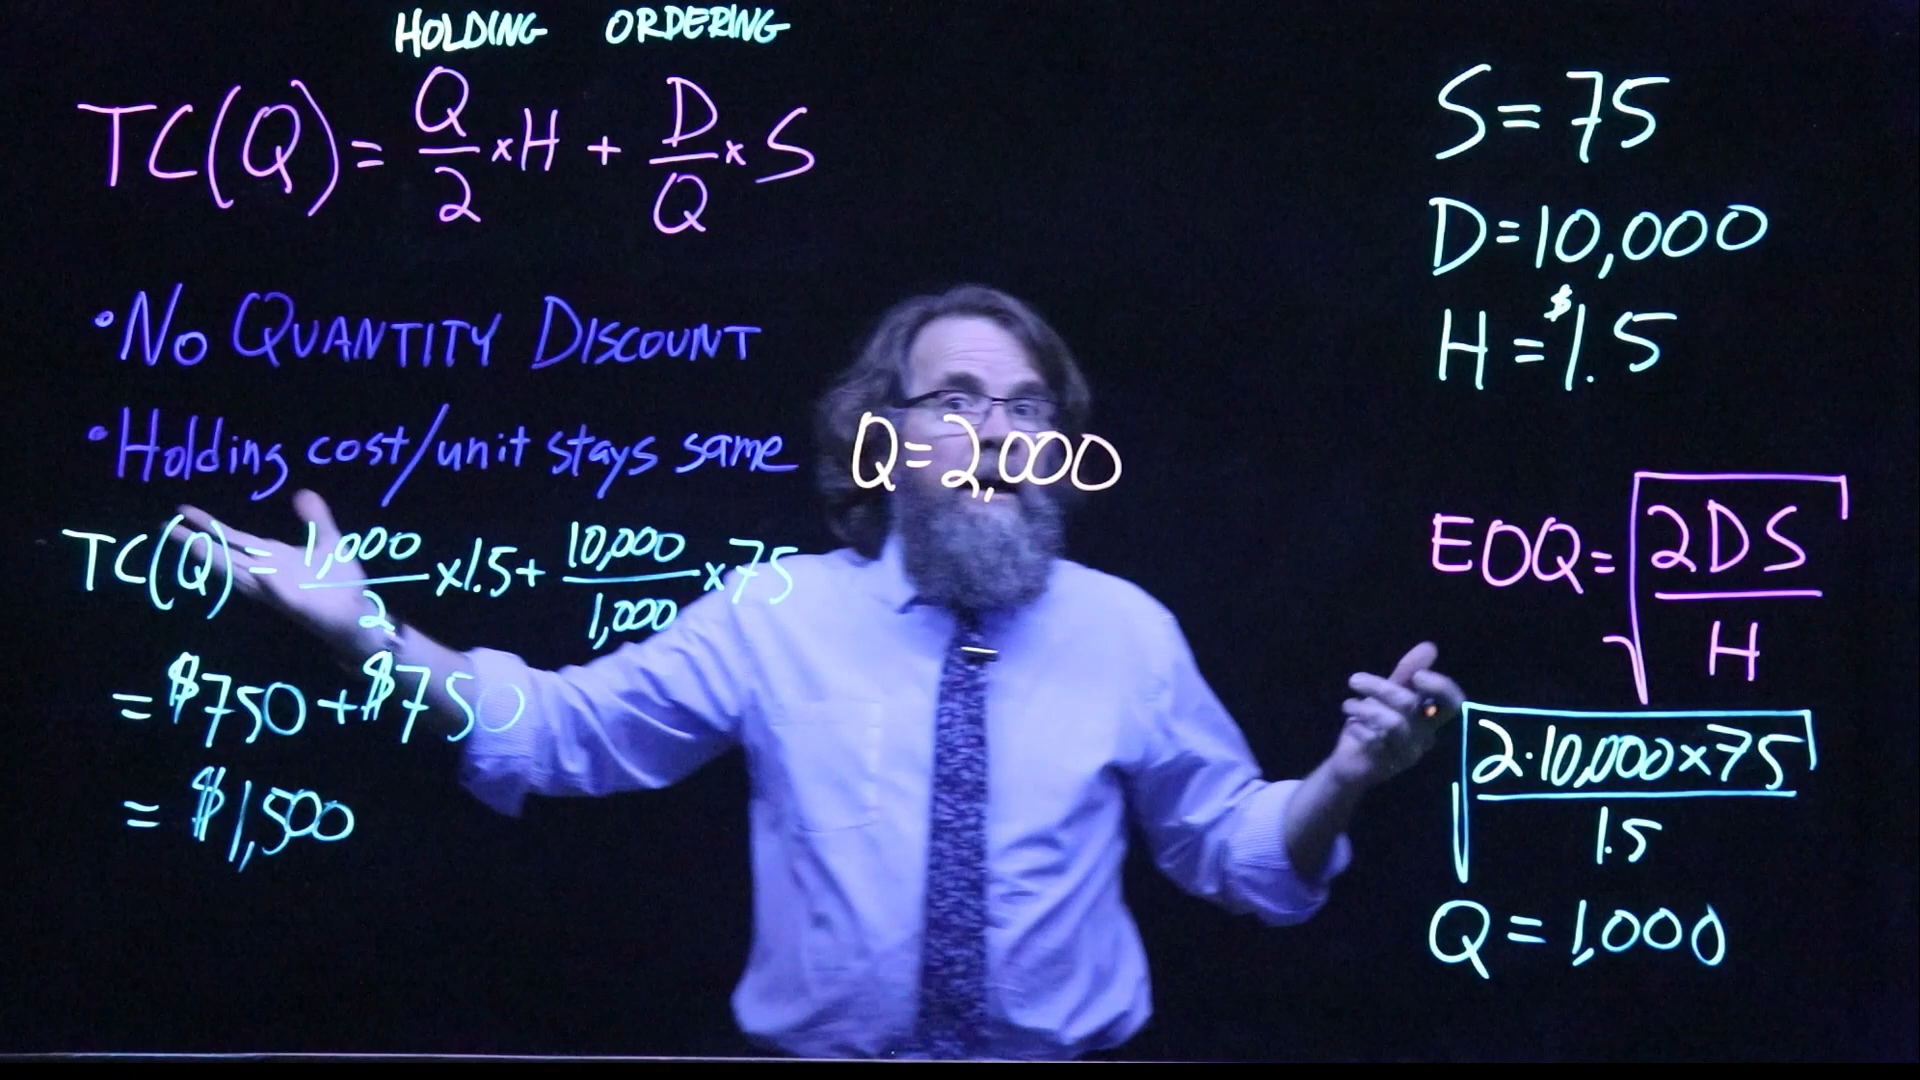 HOLDING ORDERING
TC(Q) = Q/2 × H + D/Q × S
• No QUANTITY DISCOUNT
• Holding cost/unit stays same
TC(Q) = 1,000/2 ×1.5 + 10,000/1,000 × 75
= $750 + $750
= $1,500
Q = 2,000
S = 75
D = 10,000
H = $1.5
EOQ = √2DS/H
√2·10,000×75/1.5
Q = 1,000